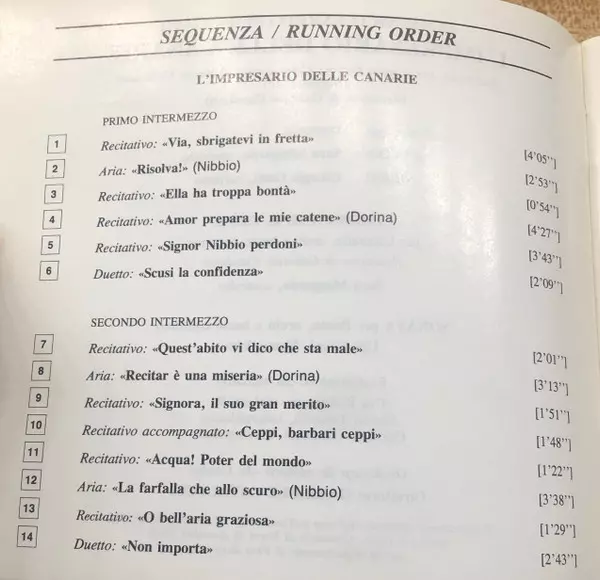 SEQUENZA / RUNNING ORDER
L'IMPRESARIO DELLE CANARIE
PRIMO INTERMEZZO
1 Recitativo: «Via, sbrigatevi in fretta» [4'05"]
2 Aria: «Risolva!» (Nibbio) [2'53"]
3 Recitativo: «Ella ha troppa bontà» [0'54"]
4 Recitativo: «Amor prepara le mie catene» (Dorina) [4'27"]
5 Recitativo: «Signor Nibbio perdoni» [3'43"]
6 Duetto: «Scusi la confidenza» [2'09"]
SECONDO INTERMEZZO
7 Recitativo: «Quest'abito vi dico che sta male» [2'01"]
8 Aria: «Recitar è una miseria» (Dorina) [3'13"]
9 Recitativo: «Signora, il suo gran merito» [1'51"]
10 Recitativo accompagnato: «Ceppi, barbari ceppi» [1'48"]
11 Recitativo: «Acqua! Poter del mondo» [1'22"]
12 Aria: «La farfalla che allo scuro» (Nibbio) [3'38"]
13 Recitativo: «O bell'aria graziosa» [1'29"]
14 Duetto: «Non importa» [2'43"]